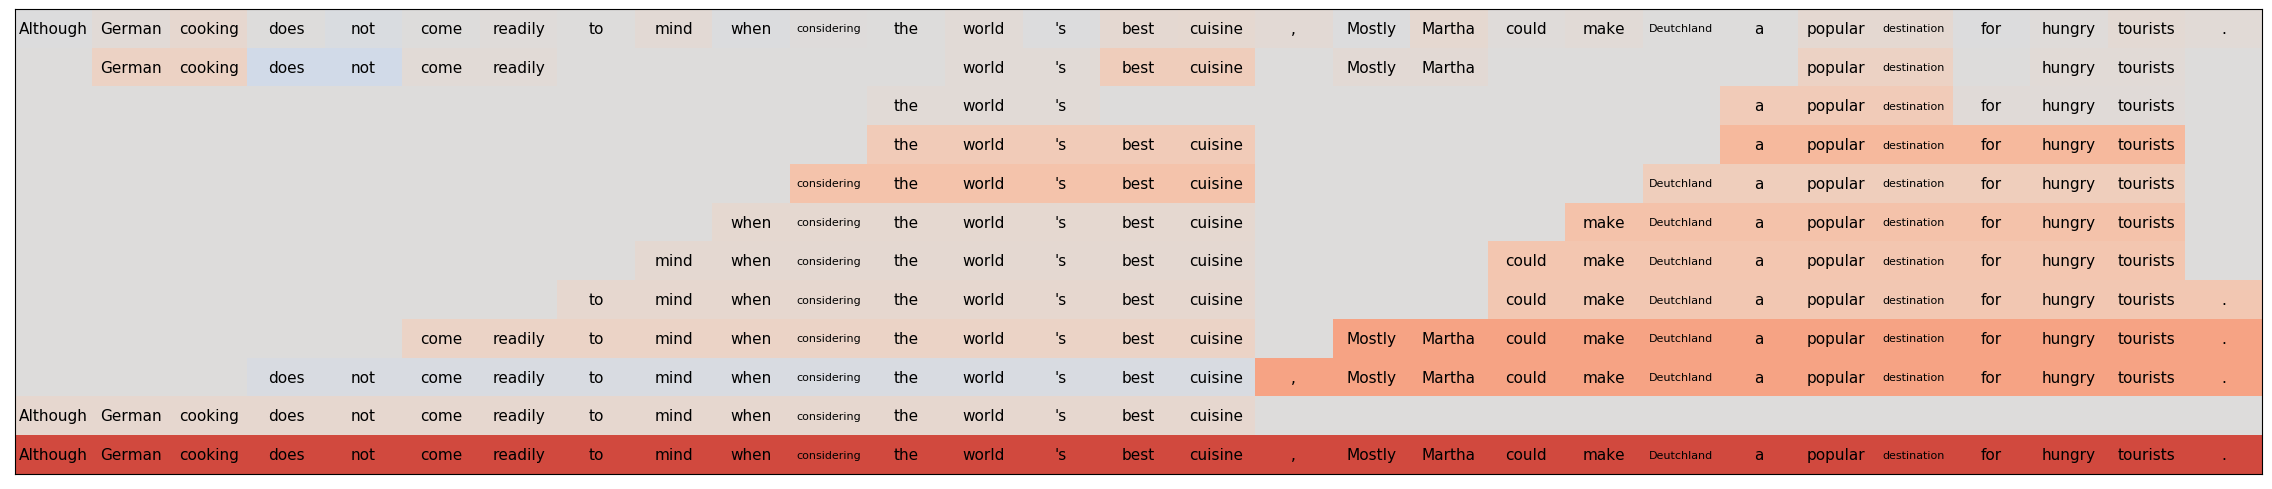 Although German cooking does not come readily to mind when considering the world 's best cuisine , Mostly Martha could make Deutchland a popular destination for hungry tourists .
German cooking does not come readily world 's best cuisine Mostly Martha popular destination hungry tourists
the world 's a popular destination for hungry tourists
the world 's best cuisine a popular destination for hungry tourists
considering the world 's best cuisine Deutchland a popular destination for hungry tourists
when considering the world 's best cuisine make Deutchland a popular destination for hungry tourists
mind when considering the world 's best cuisine could make Deutchland a popular destination for hungry tourists
to mind when considering the world 's best cuisine could make Deutchland a popular destination for hungry tourists .
come readily to mind when considering the world 's best cuisine Mostly Martha could make Deutchland a popular destination for hungry tourists .
does not come readily to mind when considering the world 's best cuisine , Mostly Martha could make Deutchland a popular destination for hungry tourists .
Although German cooking does not come readily to mind when considering the world 's best cuisine
Although German cooking does not come readily to mind when considering the world 's best cuisine , Mostly Martha could make Deutchland a popular destination for hungry tourists .